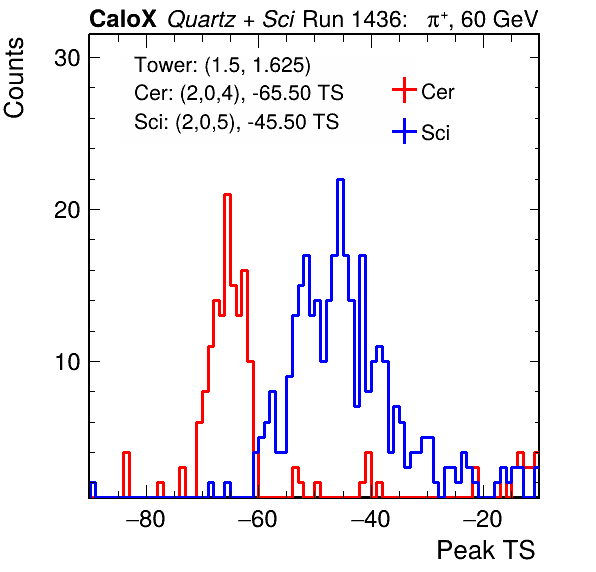 CaloX Quartz + Sci Run 1436: π⁺, 60 GeV
Counts
30
20
10
Tower: (1.5, 1.625)
Cer: (2,0,4), -65.50 TS
Sci: (2,0,5), -45.50 TS
Cer
Sci
−80 −60 −40 −20
Peak TS